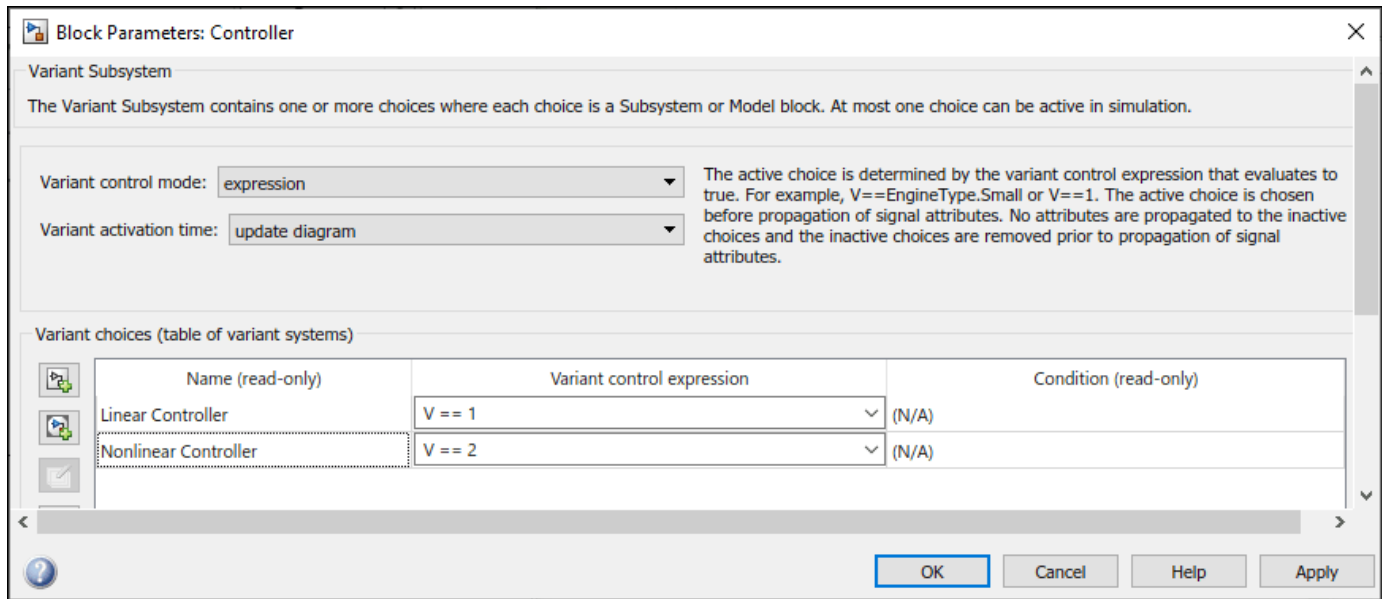 Block Parameters: Controller
Variant Subsystem
The Variant Subsystem contains one or more choices where each choice is a Subsystem or Model block. At most one choice can be active in simulation.
Variant control mode: expression
Variant activation time: update diagram
The active choice is determined by the variant control expression that evaluates to
true. For example, V==EngineType.Small or V==1. The active choice is chosen
before propagation of signal attributes. No attributes are propagated to the inactive
choices and the inactive choices are removed prior to propagation of signal
attributes.
Variant choices (table of variant systems)
Name (read-only) Variant control expression Condition (read-only)
Linear Controller V == 1 (N/A)
Nonlinear Controller V == 2 (N/A)
? OK Cancel Help Apply